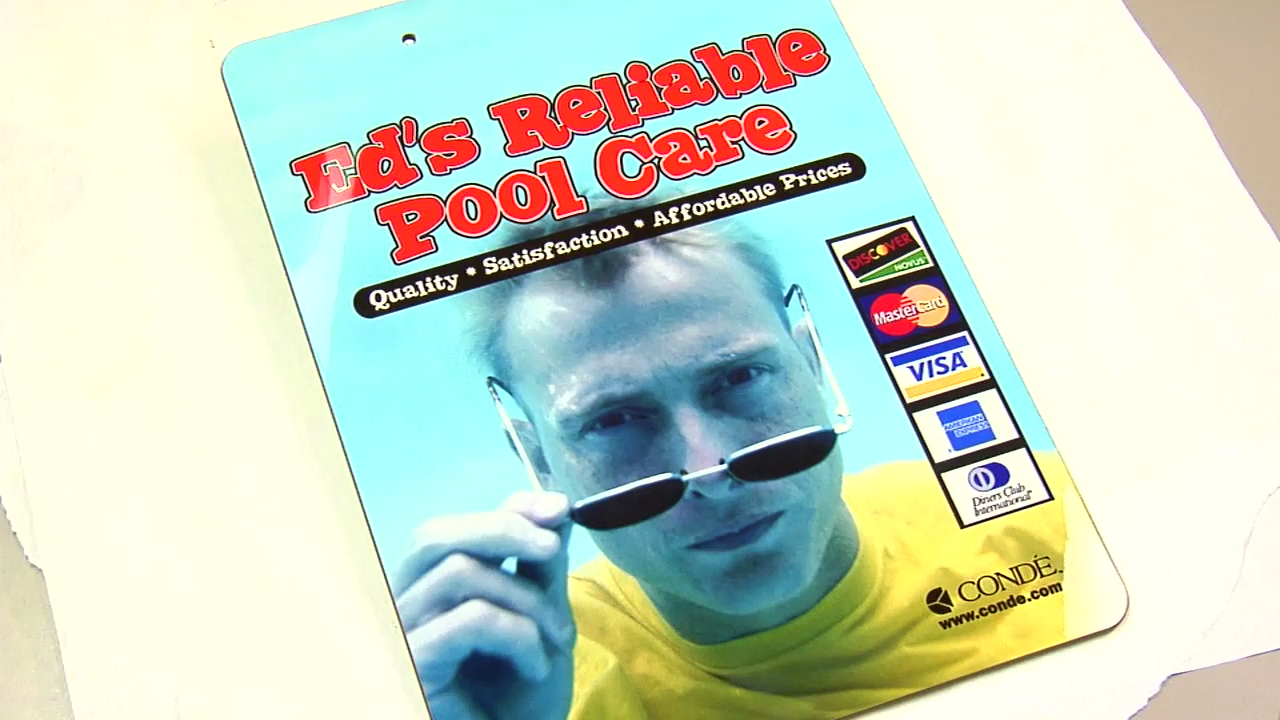 Ed's Reliable
Pool Care
Quality * Satisfaction * Affordable Prices
DISCOVER
NOVUS
MasterCard
VISA
AMERICAN
EXPRESS
Diners Club
International
CONDÉ
www.conde.com